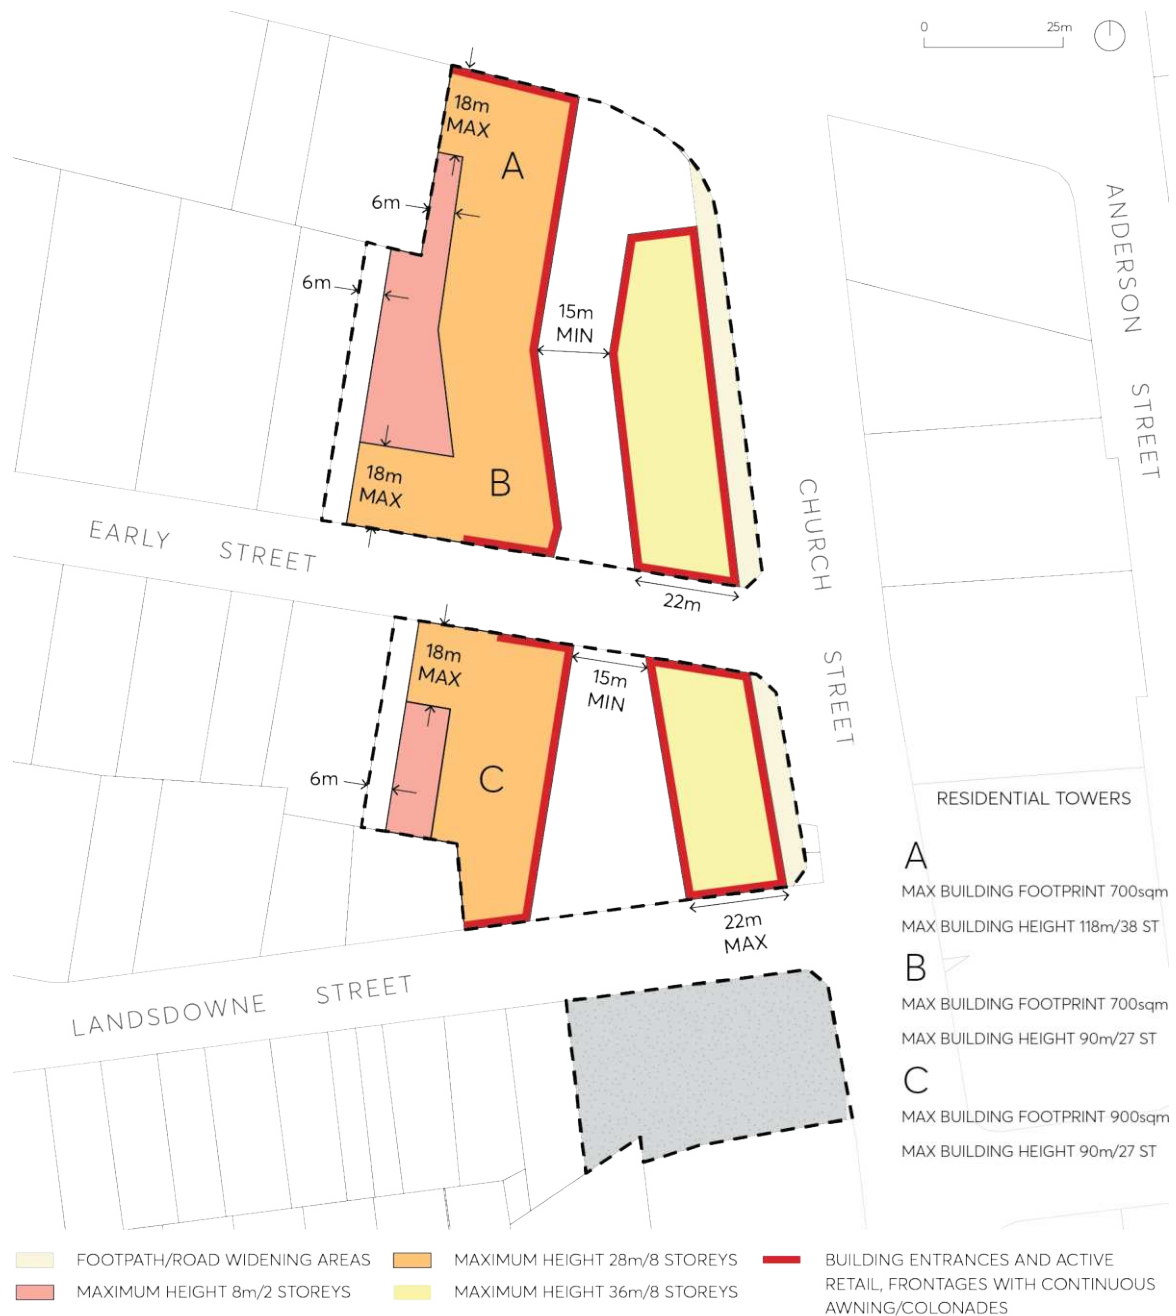 0 25m
18m
MAX
A
6m
6m
15m
MIN
ANDERSON STREET
18m
MAX
B
CHURCH STREET
EARLY STREET
22m
18m
MAX
15m
MIN
6m
C
22m
MAX
LANDSDOWNE STREET
RESIDENTIAL TOWERS
A
MAX BUILDING FOOTPRINT 700sqm
MAX BUILDING HEIGHT 118m/38 ST
B
MAX BUILDING FOOTPRINT 700sqm
MAX BUILDING HEIGHT 90m/27 ST
C
MAX BUILDING FOOTPRINT 900sqm
MAX BUILDING HEIGHT 90m/27 ST
FOOTPATH/ROAD WIDENING AREAS
MAXIMUM HEIGHT 8m/2 STOREYS
MAXIMUM HEIGHT 28m/8 STOREYS
MAXIMUM HEIGHT 36m/8 STOREYS
BUILDING ENTRANCES AND ACTIVE
RETAIL, FRONTAGES WITH CONTINUOUS
AWNING/COLONADES